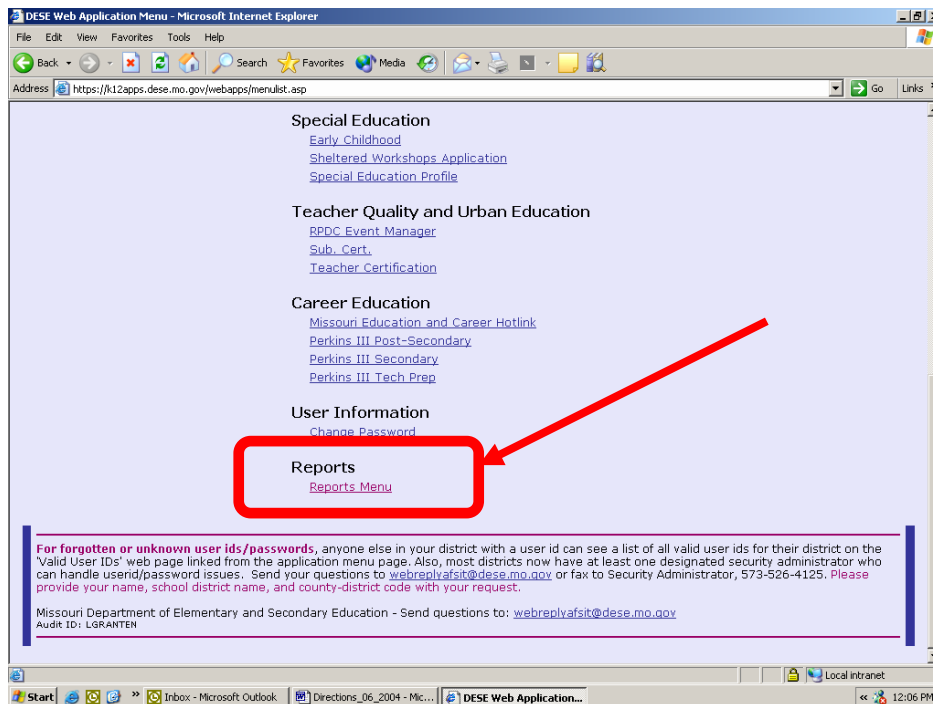 DESE Web Application Menu - Microsoft Internet Explorer
File Edit View Favorites Tools Help
Back Search Favorites Media
Address https://k12apps.dese.mo.gov/webapps/menulist.asp Go Links
Special Education
Early Childhood
Sheltered Workshops Application
Special Education Profile
Teacher Quality and Urban Education
RPDC Event Manager
Sub. Cert.
Teacher Certification
Career Education
Missouri Education and Career Hotlink
Perkins III Post-Secondary
Perkins III Secondary
Perkins III Tech Prep
User Information
Change Password
Reports
Reports Menu
For forgotten or unknown user ids/passwords, anyone else in your district with a user id can see a list of all valid user ids for their district on the
'Valid User IDs' web page linked from the application menu page. Also, most districts now have at least one designated security administrator who
can handle userid/password issues. Send your questions to webreplyafsit@dese.mo.gov or fax to Security Administrator, 573-526-4125. Please
provide your name, school district name, and county-district code with your request.
Missouri Department of Elementary and Secondary Education - Send questions to: webreplyafsit@dese.mo.gov
Audit ID: LGRANTEN
Local intranet
Start » Inbox - Microsoft Outlook Directions_06_2004 - Mic... DESE Web Application... « 12:06 PM